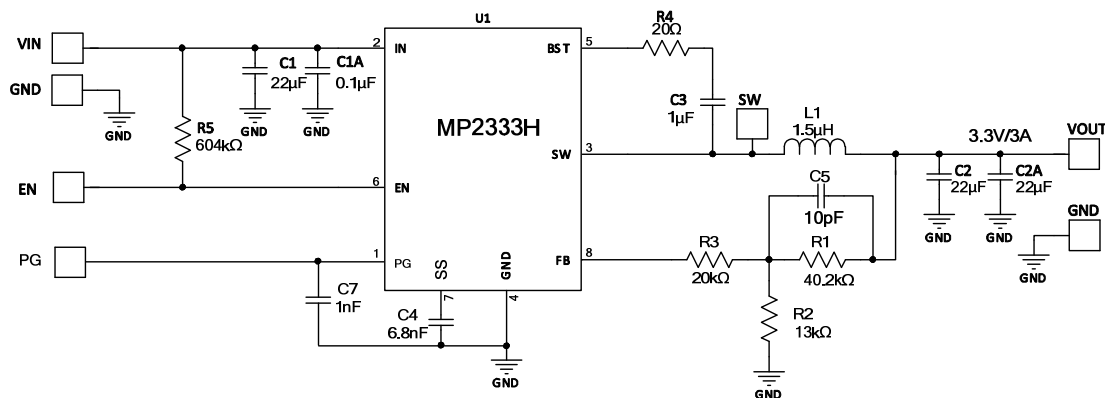 U1
VIN
2
IN
C1
22µF
C1A
0.1µF
GND
GND
GND
GND
R5
604kΩ
EN
6
EN
PG
1
PG
C7
1nF
MP2333H
SS
7
GND
4
C4
6.8nF
GND
BST
5
R4
20Ω
C3
1µF
SW
SW
3
L1
1.5µH
3.3V/3A
VOUT
C2
22µF
C2A
22µF
GND
GND
GND
GND
C5
10pF
FB
8
R3
20kΩ
R1
40.2kΩ
R2
13kΩ
GND